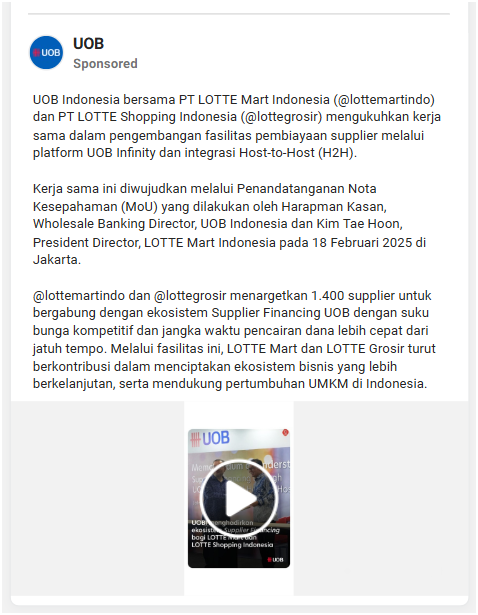 UOB
UOB
Sponsored
UOB Indonesia bersama PT LOTTE Mart Indonesia (@lottemartindo)
dan PT LOTTE Shopping Indonesia (@lottegrosir) mengukuhkan kerja
sama dalam pengembangan fasilitas pembiayaan supplier melalui
platform UOB Infinity dan integrasi Host-to-Host (H2H).
Kerja sama ini diwujudkan melalui Penandatanganan Nota
Kesepahaman (MoU) yang dilakukan oleh Harapman Kasan,
Wholesale Banking Director, UOB Indonesia dan Kim Tae Hoon,
President Director, LOTTE Mart Indonesia pada 18 Februari 2025 di
Jakarta.
@lottemartindo dan @lottegrosir menargetkan 1.400 supplier untuk
bergabung dengan ekosistem Supplier Financing UOB dengan suku
bunga kompetitif dan jangka waktu pencairan dana lebih cepat dari
jatuh tempo. Melalui fasilitas ini, LOTTE Mart dan LOTTE Grosir turut
berkontribusi dalam menciptakan ekosistem bisnis yang lebih
berkelanjutan, serta mendukung pertumbuhan UMKM di Indonesia.
UOB
UOB menghadirkan
ekosistem Supplier Financing
bagi LOTTE Mart dan
LOTTE Shopping Indonesia
UOB